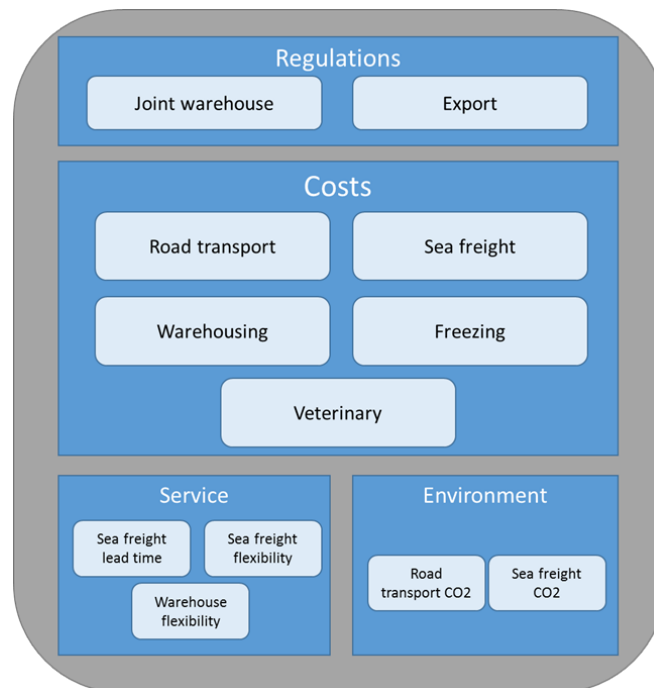 Regulations
Joint warehouse
Export
Costs
Road transport
Sea freight
Warehousing
Freezing
Veterinary
Service
Sea freight
lead time
Sea freight
flexibility
Warehouse
flexibility
Environment
Road
transport CO2
Sea freight
CO2